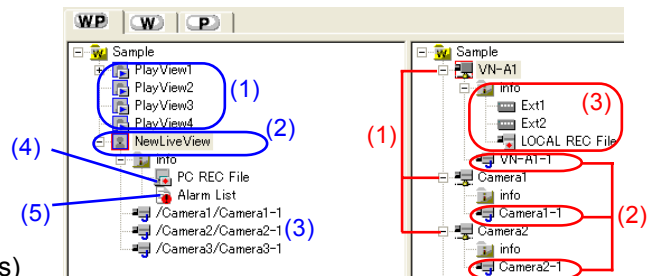 WP W P
Sample
PlayView1
PlayView2
PlayView3
PlayView4
(1)
NewLiveView
(2)
info
PC REC File
(4)
Alarm List
(5)
/Camera1/Camera1-1
/Camera2/Camera2-1
(3)
/Camera3/Camera3-1
s)
Sample
VN-A1
info
Ext1
Ext2
LOCAL REC File
(3)
VN-A1-1
(1)
Camera1
info
Camera1-1
(2)
Camera2
info
Camera2-1